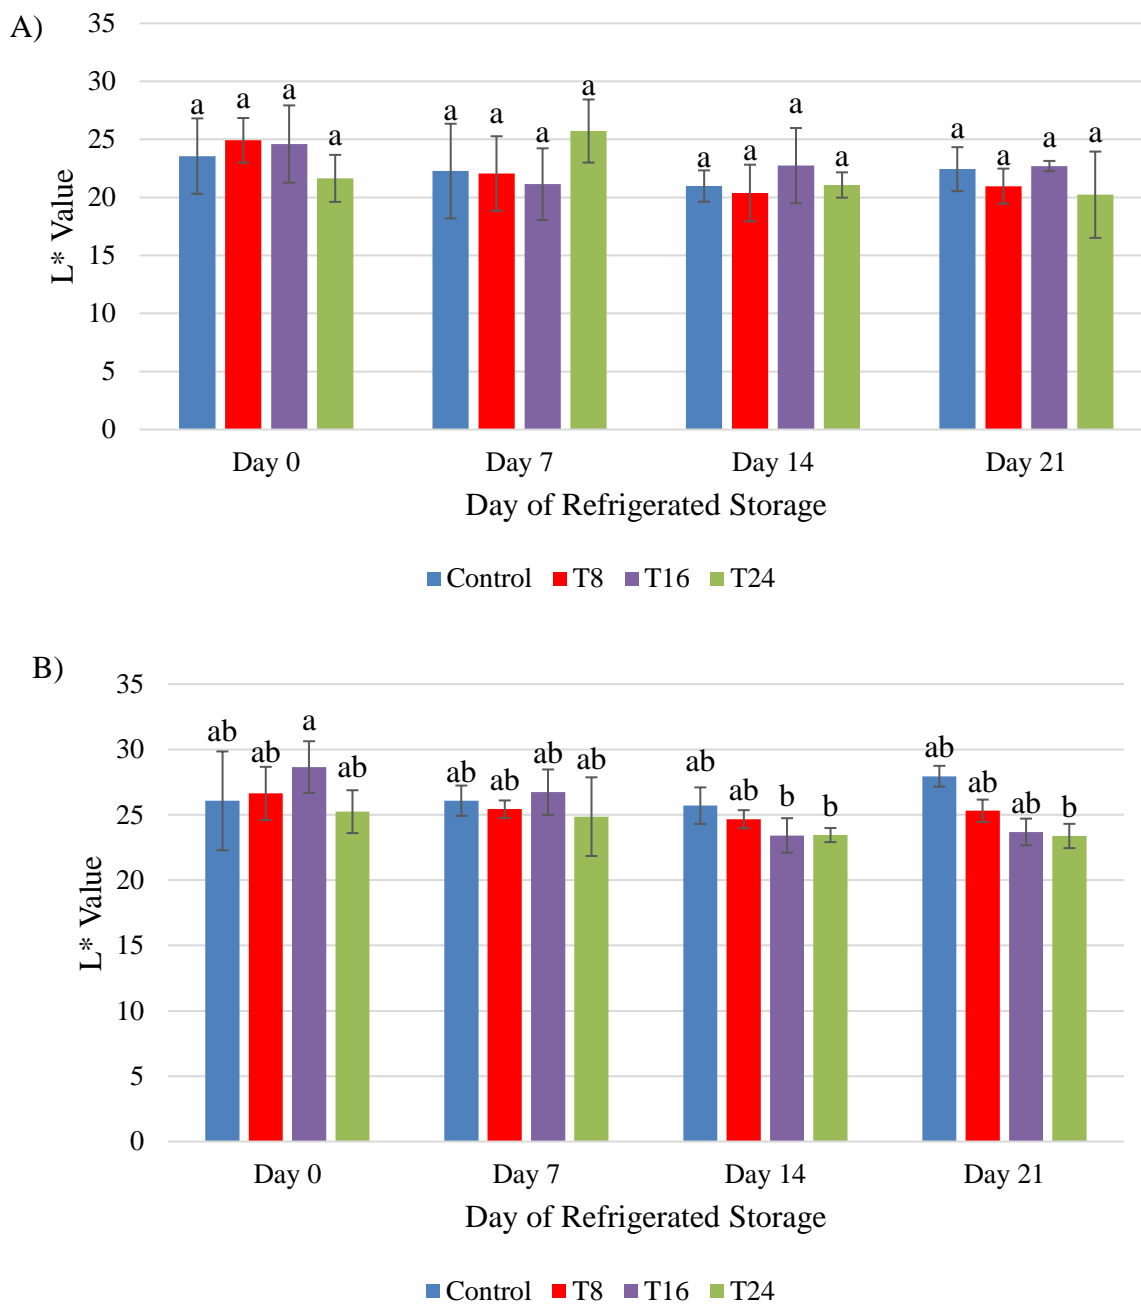 A)
35
30
25
20
15
10
5
0
L* Value
a a a a a a a a a a a a a a a a
Day 0 Day 7 Day 14 Day 21
Day of Refrigerated Storage
Control T8 T16 T24
B)
35
30
25
20
15
10
5
0
L* Value
ab ab a ab ab ab ab ab ab ab b b ab ab ab b
Day 0 Day 7 Day 14 Day 21
Day of Refrigerated Storage
Control T8 T16 T24